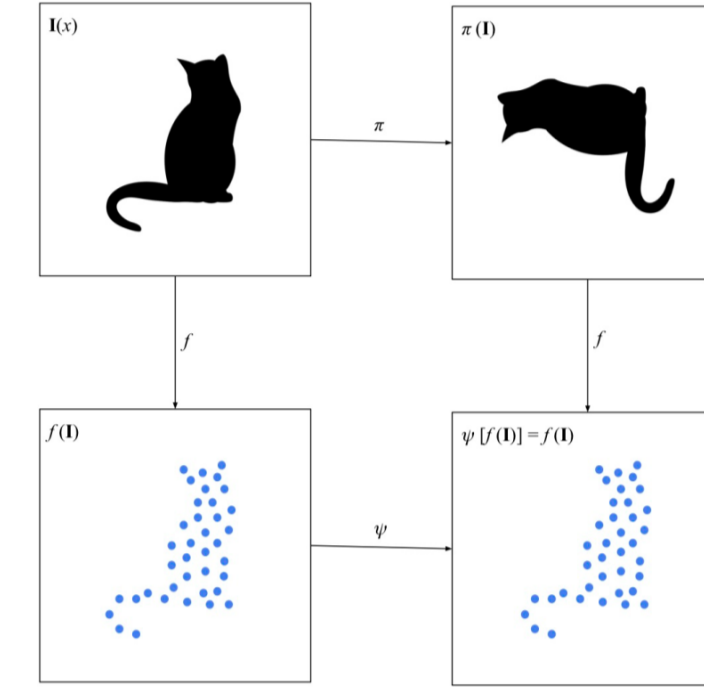 I(x)
π (I)
π
f
f
f (I)
ψ [f (I)] = f (I)
ψ